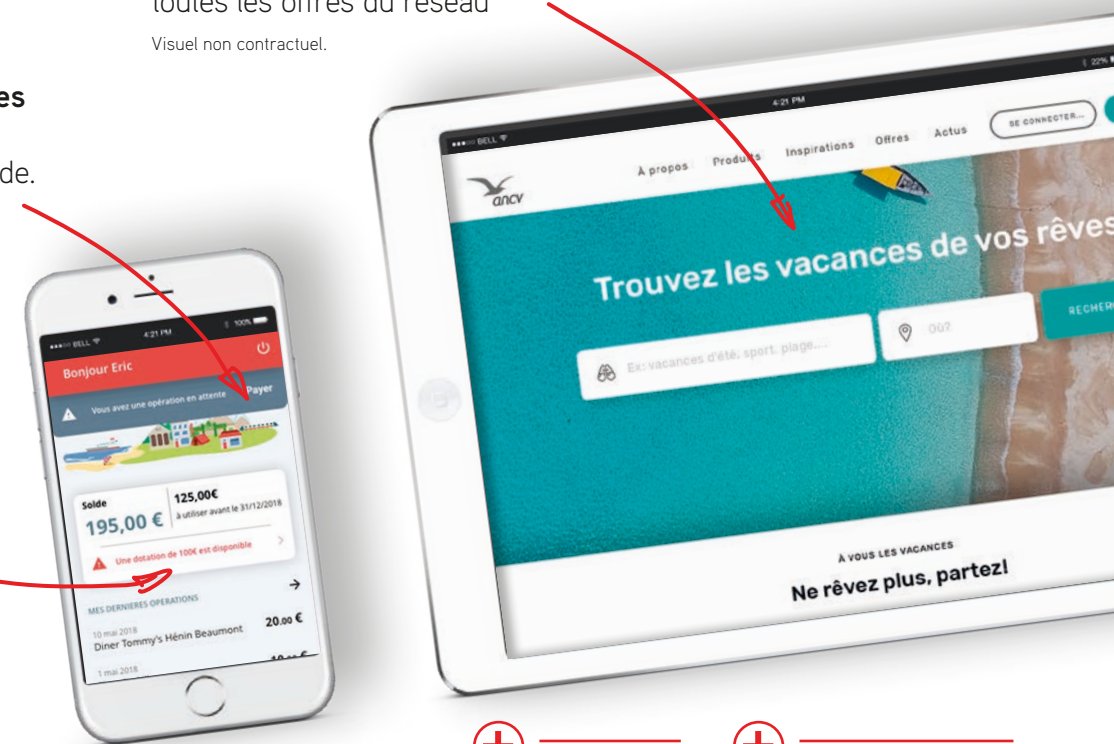 toutes les offres du réseau
Visuel non contractuel.
es
de.
BELL
4:21 PM
22%
ancv
À propos
Produits
Inspirations
Offres
Actus
SE CONNECTER...
Trouvez les vacances de vos rêves
Ex: vacances d'été, sport, plage,...
OÙ?
RECHER
À VOUS LES VACANCES
Ne rêvez plus, partez!
BELL
4:21 PM
100%
Bonjour Eric
Vous avez une opération en attente
Payer
Solde
195,00 €
125,00€
à utiliser avant le 31/12/2018
Une dotation de 100€ est disponible
MES DERNIERES OPERATIONS
10 mai 2018
Diner Tommy's Hénin Beaumont
20.00 €
1 mai 2018